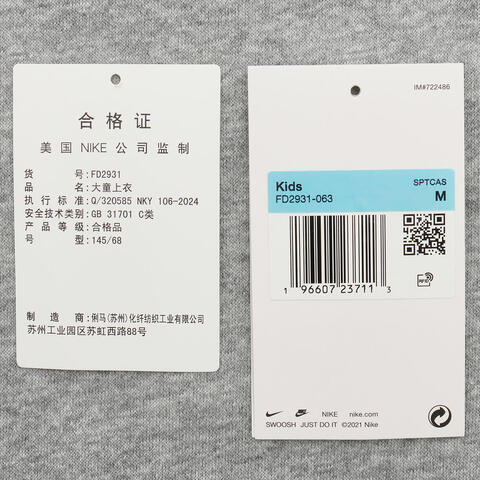 合格证
美国 NIKE 公司监制
货号:FD2931
品名:大童上衣
执行标准:Q/320585 NKY 106-2024
安全技术类别:GB 31701 C类
产品等级:合格品
号型:145/68
制造商:俐马(苏州)化纤纺织工业有限公司
苏州工业园区苏虹西路88号
IM#722486
Kids SPTCAS
FD2931-063 M
1 96607 23711 3
RFID
NIKE nike.com
SWOOSH JUST DO IT ©2021 Nike